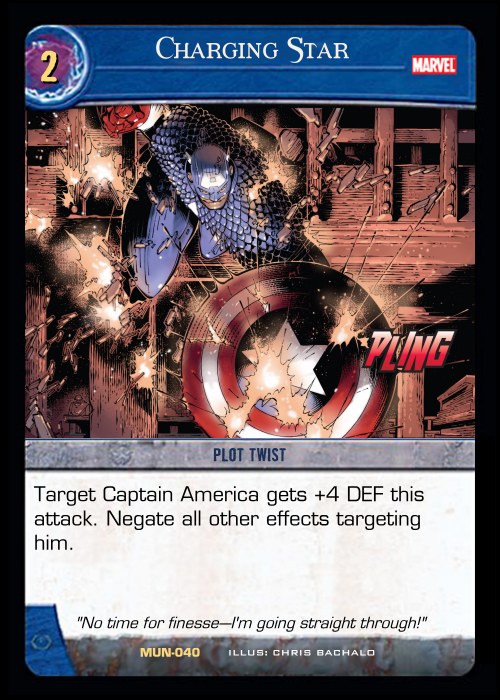 2
CHARGING STAR
MARVEL
PLING
PLOT TWIST
Target Captain America gets +4 DEF this
attack. Negate all other effects targeting
him.
"No time for finesse—I'm going straight through!"
MUN-040 ILLUS: CHRIS BACHALO